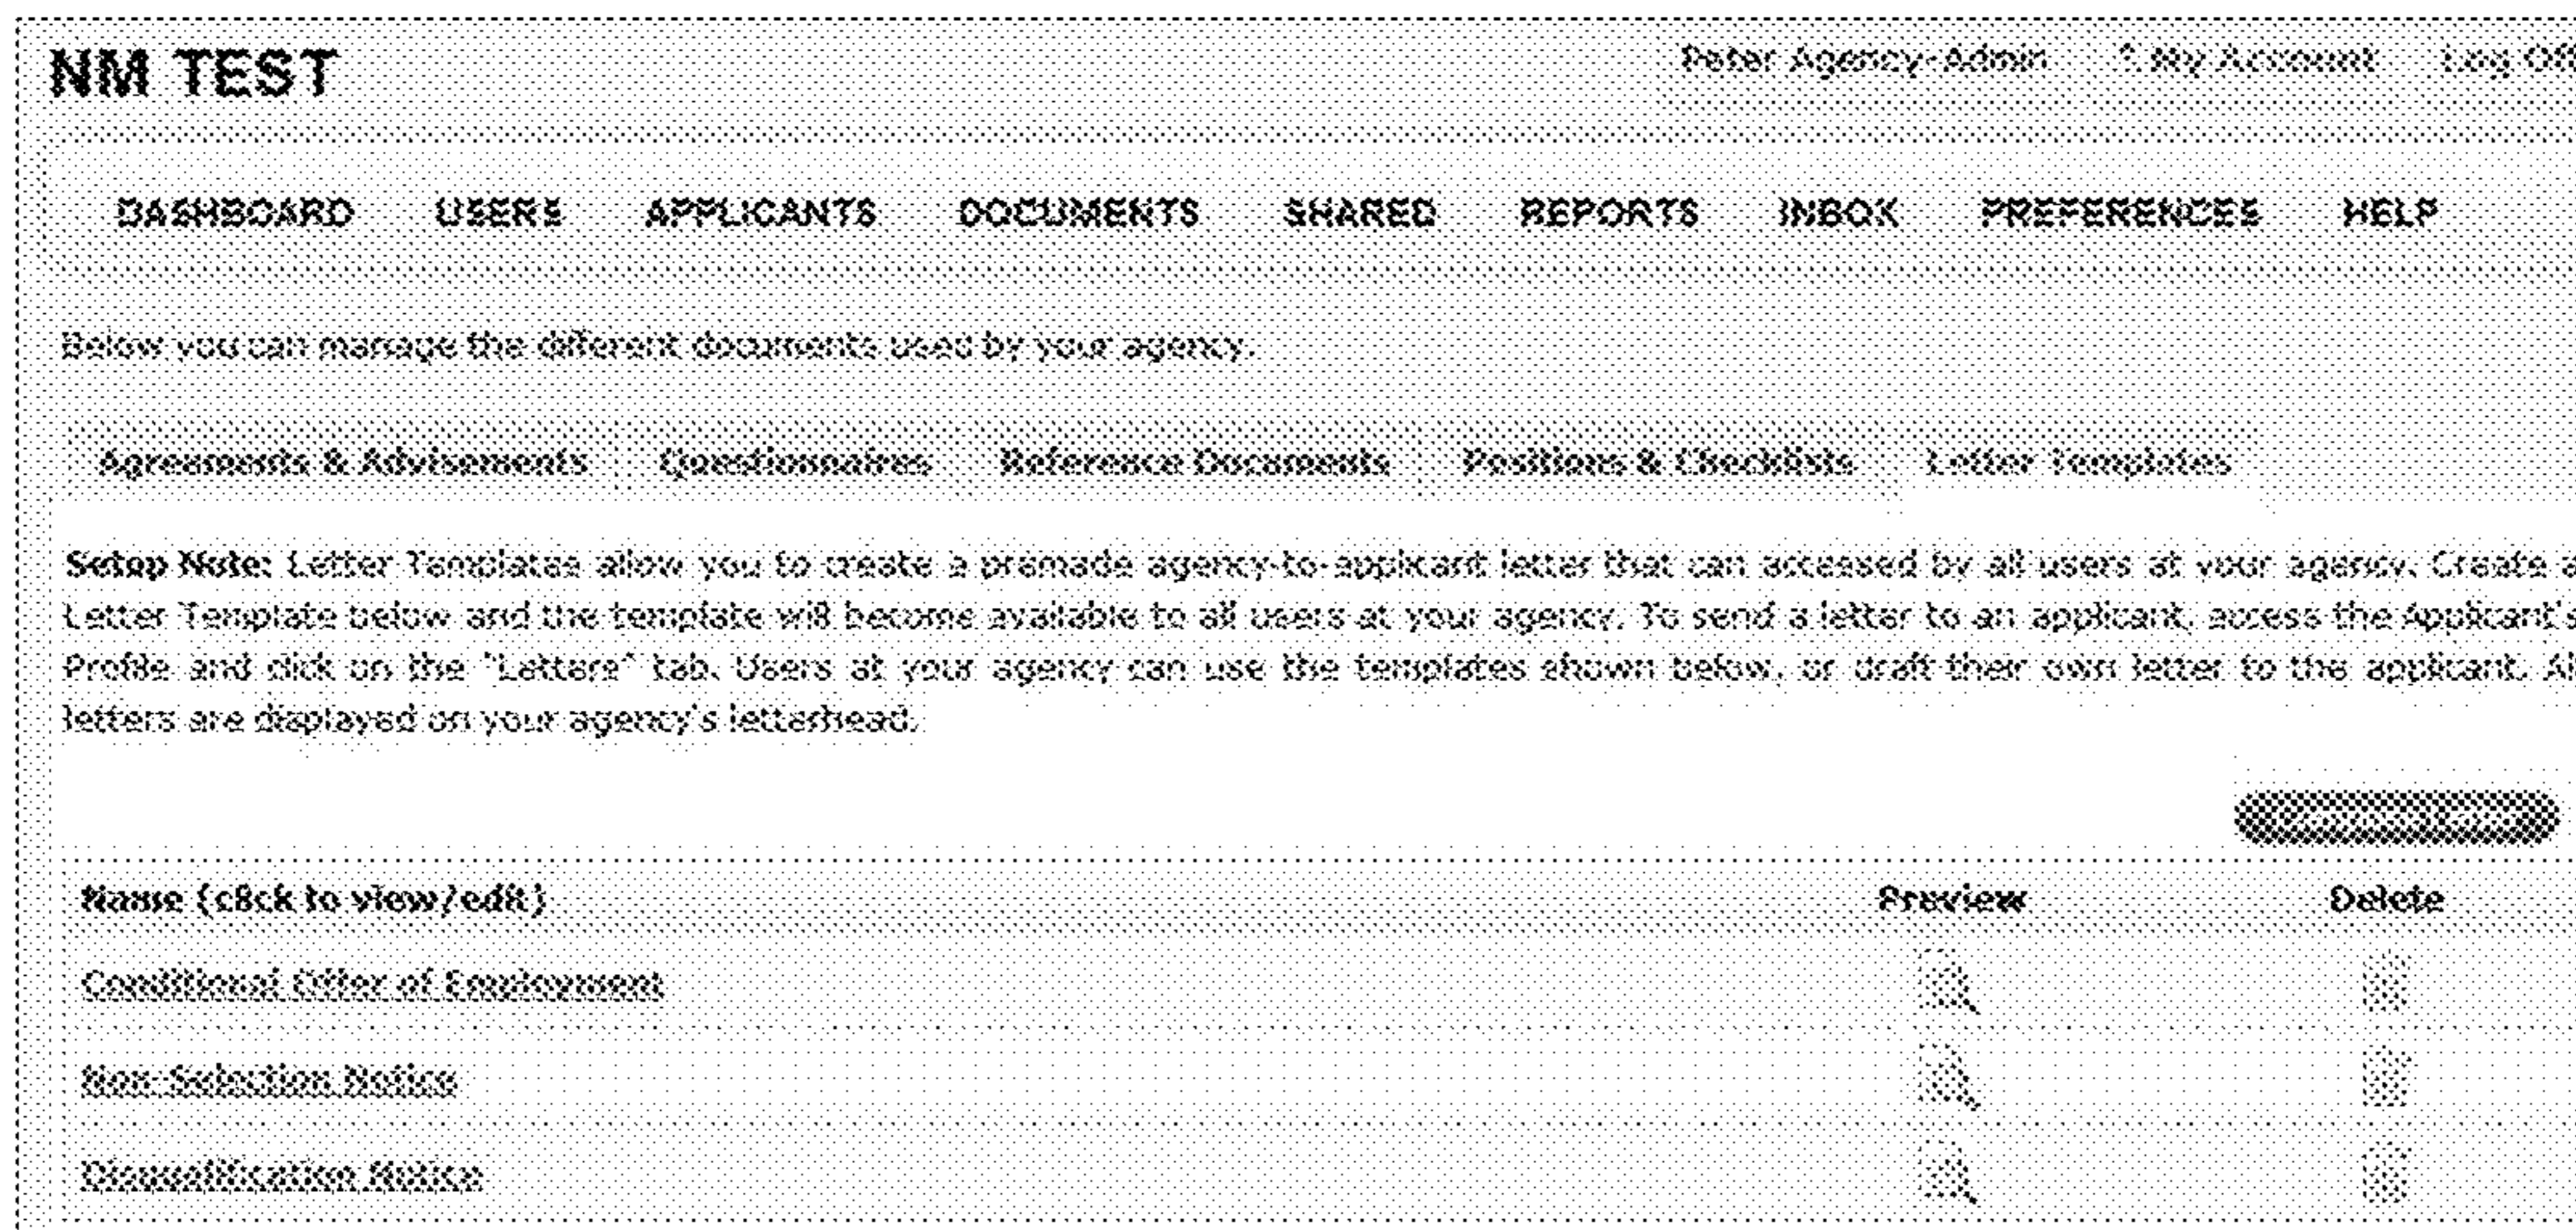 NM TEST
Peter Agency-Admin My Account Log Off
DASHBOARD USERS APPLICANTS DOCUMENTS SHARED REPORTS INBOX PREFERENCES HELP
Below you can manage the different documents used by your agency.
Agreements & Advisements Questionnaires Reference Documents Positions & Checklists Letter Templates
Setup Note: Letter Templates allow you to create a premade agency-to-applicant letter that can accessed by all users at your agency. Create a
Letter Template below and the template will become available to all users at your agency. To send a letter to an applicant, access the Applicant's
Profile and click on the "Letters" tab. Users at your agency can use the templates shown below, or draft their own letter to the applicant. All
letters are displayed on your agency's letterhead.
Name (click to view/edit) Preview Delete
Conditional Offer of Employment
Non-Selection Notice
Disqualification Notice